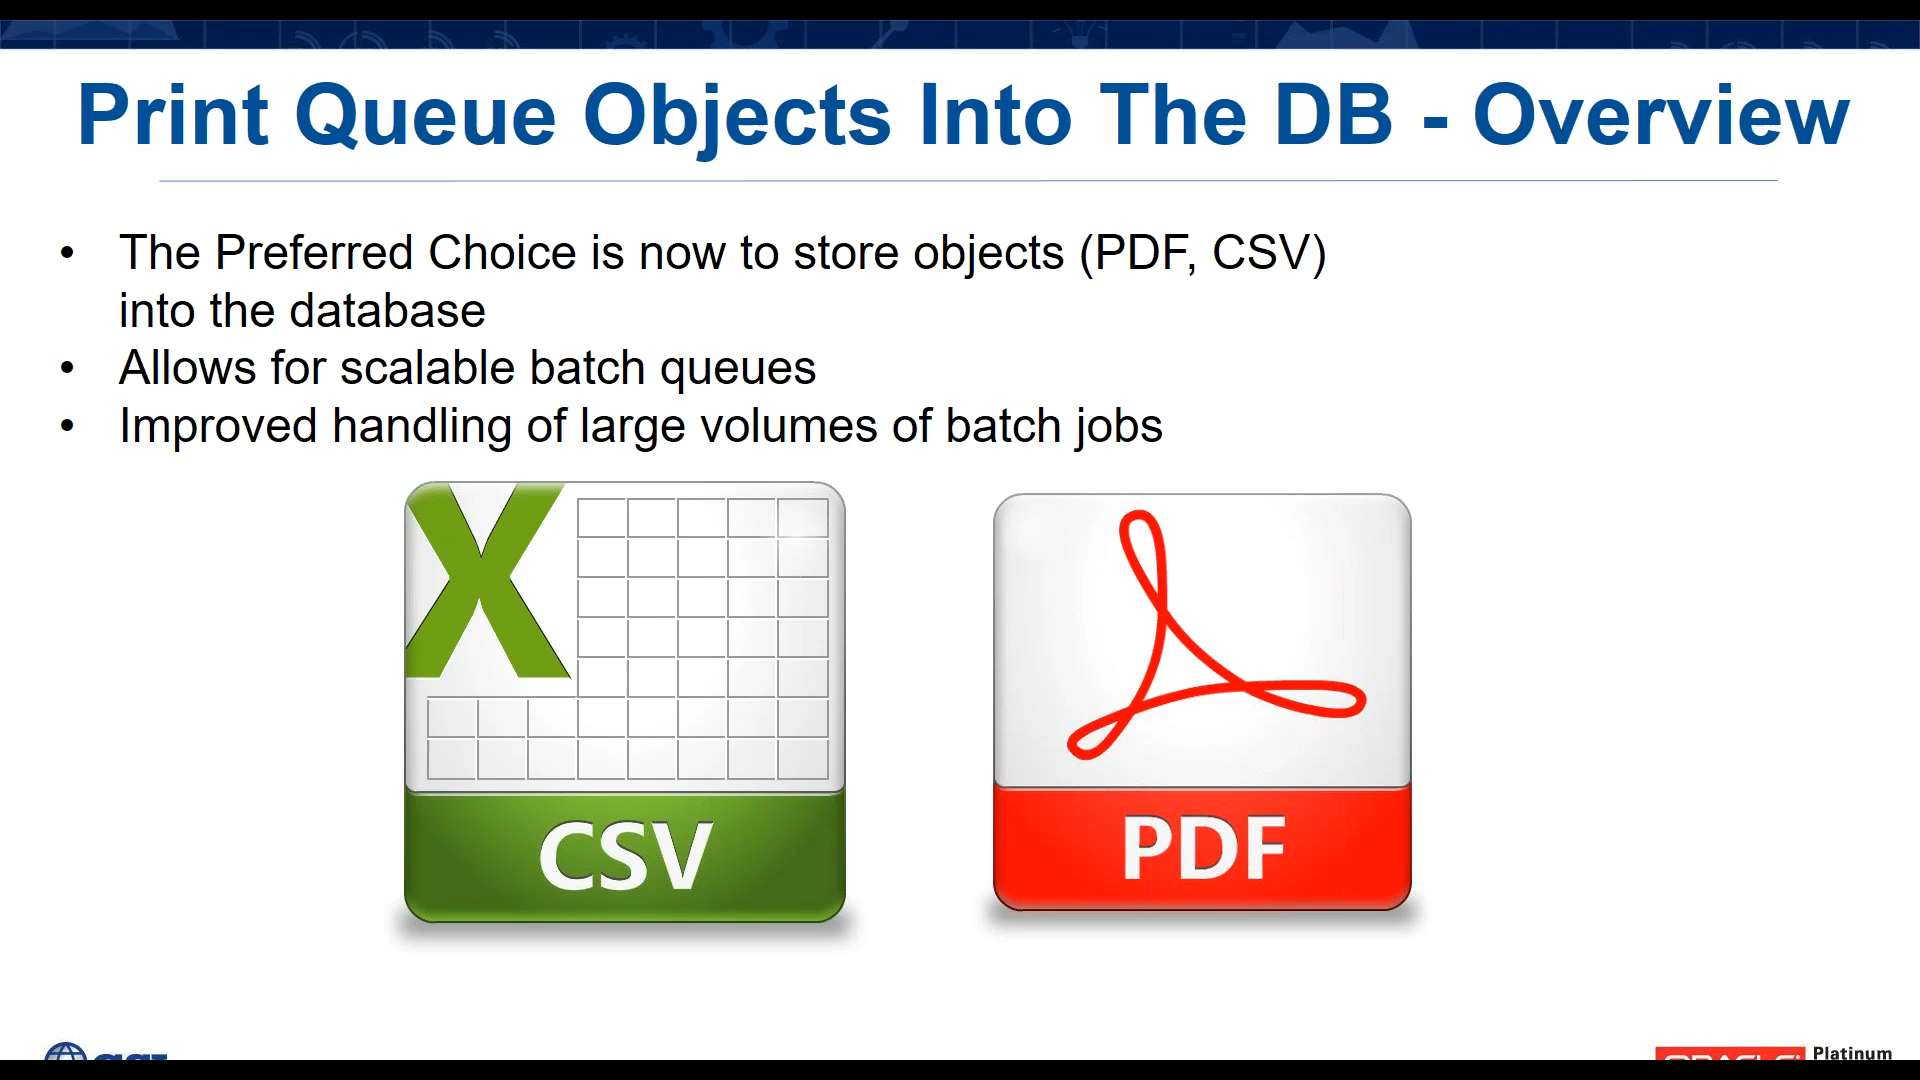 Print Queue Objects Into The DB - Overview
• The Preferred Choice is now to store objects (PDF, CSV)
into the database
• Allows for scalable batch queues
• Improved handling of large volumes of batch jobs
X
CSV
PDF
ORACLE Platinum